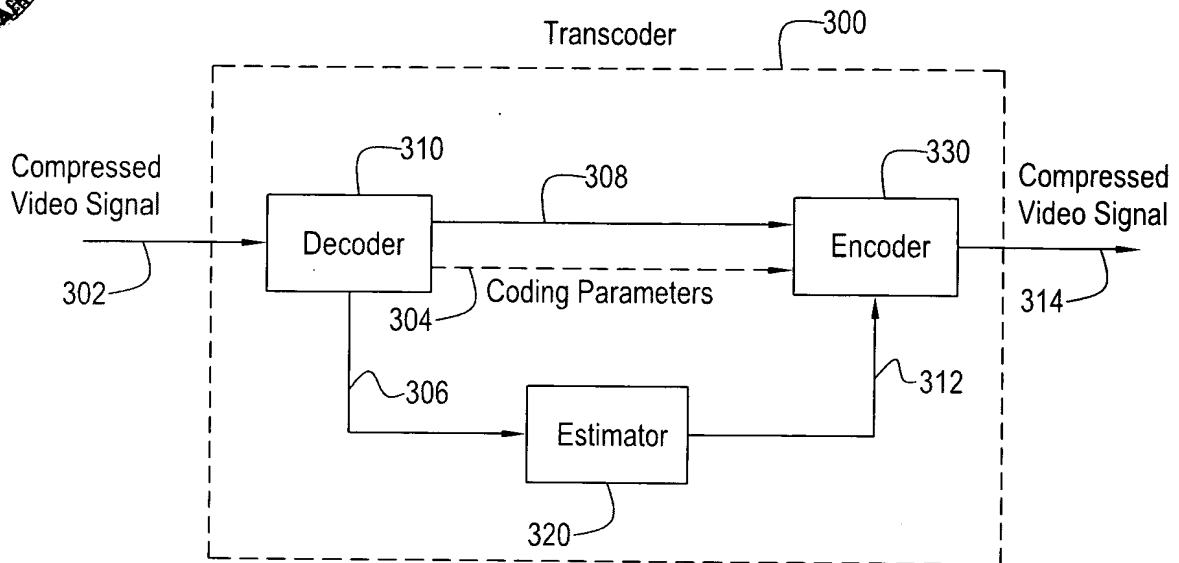 Transcoder
300
Compressed
Video Signal
302
310
Decoder
308
304
Coding Parameters
306
Estimator
320
330
Encoder
312
Compressed
Video Signal
314